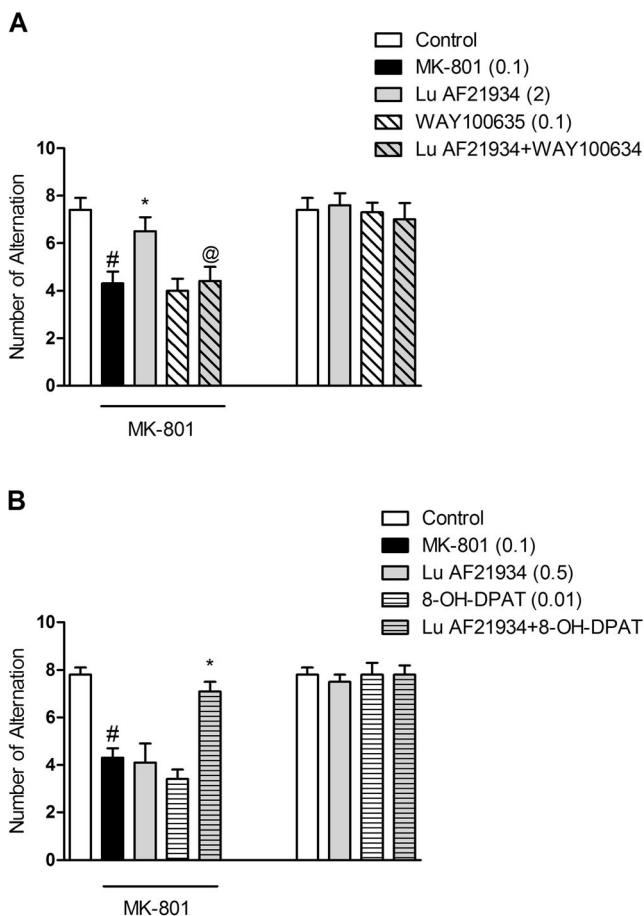 A
Control
MK-801 (0.1)
Lu AF21934 (2)
WAY100635 (0.1)
Lu AF21934+WAY100634
Number of Alternation
10
8
6
4
2
0
#
*
@
MK-801
B
Control
MK-801 (0.1)
Lu AF21934 (0.5)
8-OH-DPAT (0.01)
Lu AF21934+8-OH-DPAT
Number of Alternation
10
8
6
4
2
0
#
*
MK-801